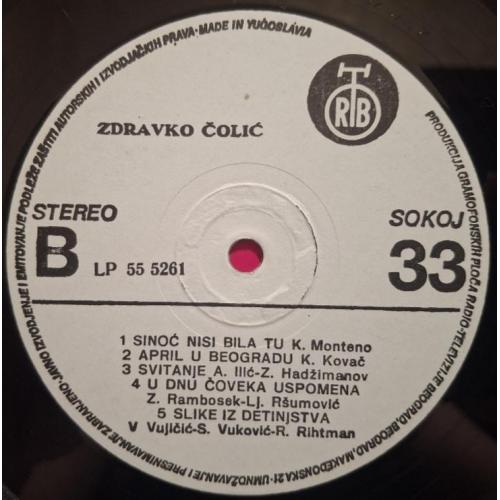 JAVNO IZVODJENJE I EMITOVANJE PODLEŽE ZAŠTITI AUTORSKIH I IZVODJAČKIH PRAVA·MADE IN YUGOSLAVIA
PRODUKCIJA GRAMOFONSKIH PLOČA RADIO-TELEVIZIJE BEOGRAD, BEOGRAD, MAKEDONSKA 21·UMNOŽAVANJE I PRESNIMAVANJE ZABRANJENO·
RTB
ZDRAVKO ČOLIĆ
STEREO
SOKOJ
B
LP 55 5261
33
1 SINOĆ NISI BILA TU K. Monteno
2 APRIL U BEOGRADU K. Kovač
3 SVITANJE A. Ilić-Z. Hadžimanov
4 U DNU ČOVEKA USPOMENA
Z. Rambosek-Lj. Ršumović
5 SLIKE IZ DETINJSTVA
V Vujičić-S. Vuković-R. Rihtman